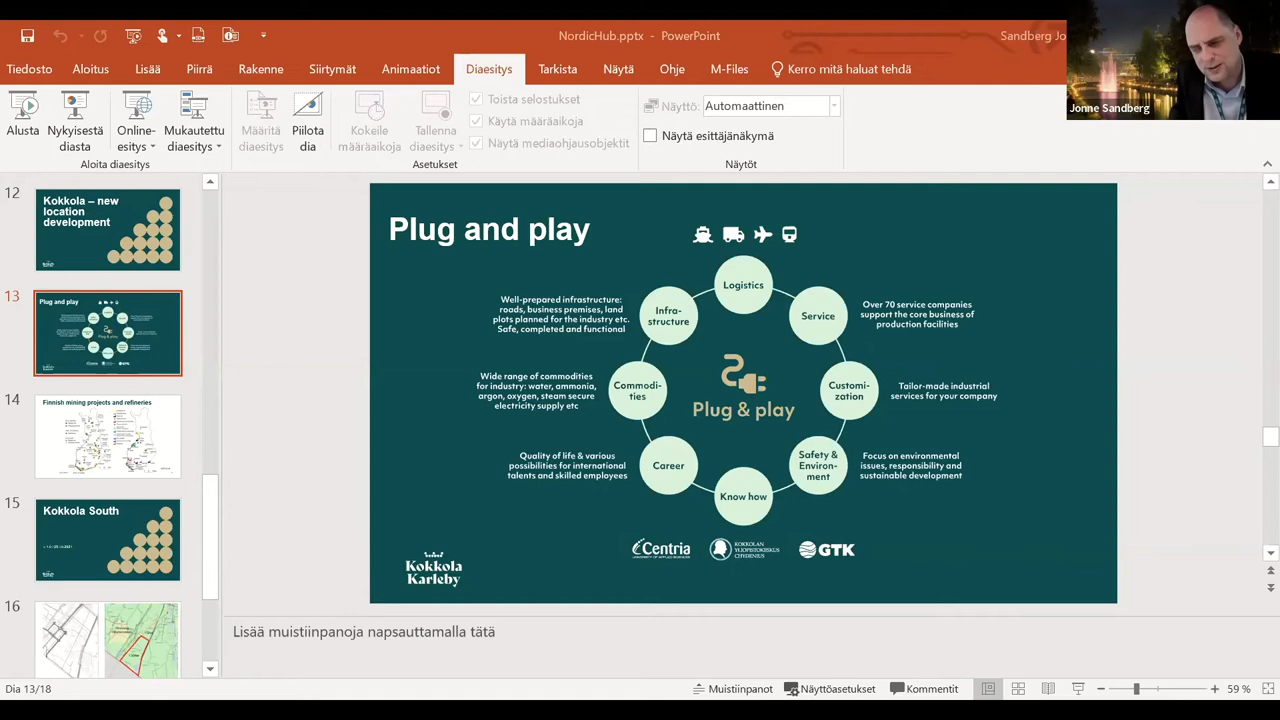 NordicHub.pptx - PowerPoint
Sandberg Jo
Tiedosto Aloitus Lisää Piirrä Rakenne Siirtymät Animaatiot Diaesitys Tarkista Näytä Ohje M-Files Kerro mitä haluat tehdä
Jonne Sandberg
Alusta
Nykyisestä
diasta
Online-
esitys
Mukautettu
diaesitys
Aloita diaesitys
Määritä
diaesitys
Piilota
dia
Kokeile
määräaikoja
Tallenna
diaesitys
Toista selostukset
Käytä määräaikoja
Näytä mediaohjausobjektit
Asetukset
Näyttö: Automaattinen
Näytä esittäjänäkymä
Näytöt
12
Kokkola – new
location
development
13
Plug and play
14
Finnish mining projects and refineries
15
Kokkola South
16
Plug and play
Logistics
Well-prepared infrastructure:
roads, business premises, land
plots planned for the industry etc.
Safe, completed and functional
Infra-
structure
Service
Over 70 service companies
support the core business of
production facilities
Wide range of commodities
for industry: water, ammonia,
argon, oxygen, steam secure
electricity supply etc
Commodi-
ties
Plug & play
Customi-
zation
Tailor-made industrial
services for your company
Quality of life & various
possibilities for international
talents and skilled employees
Career
Know how
Safety &
Environ-
ment
Focus on environmental
issues, responsibility and
sustainable development
Centria
UNIVERSITY OF APPLIED SCIENCES
KOKKOLAN
YLIOPISTOKESKUS
CHYDENIUS
GTK
Kokkola
Karleby
Lisää muistiinpanoja napsauttamalla tätä
Dia 13/18
Muistiinpanot Näyttöasetukset Kommentit
59 %